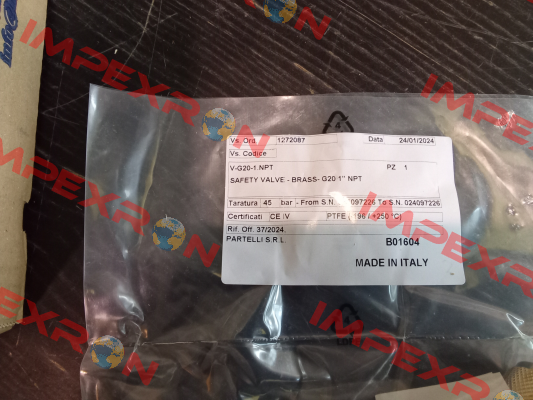 IMPEXRON
Vs. Ord. 1272087 Data 24/01/2024
Vs. Codice
V-G20-1.NPT PZ 1
SAFETY VALVE - BRASS- G20 1" NPT
Taratura 45 bar - From S.N. 097226 To S.N. 024097226
Certificati CE IV PTFE 196 / +250 °C)
Rif. Off. 37/2024
PARTELLI S.R.L. B01604
MADE IN ITALY
IMPEXRON